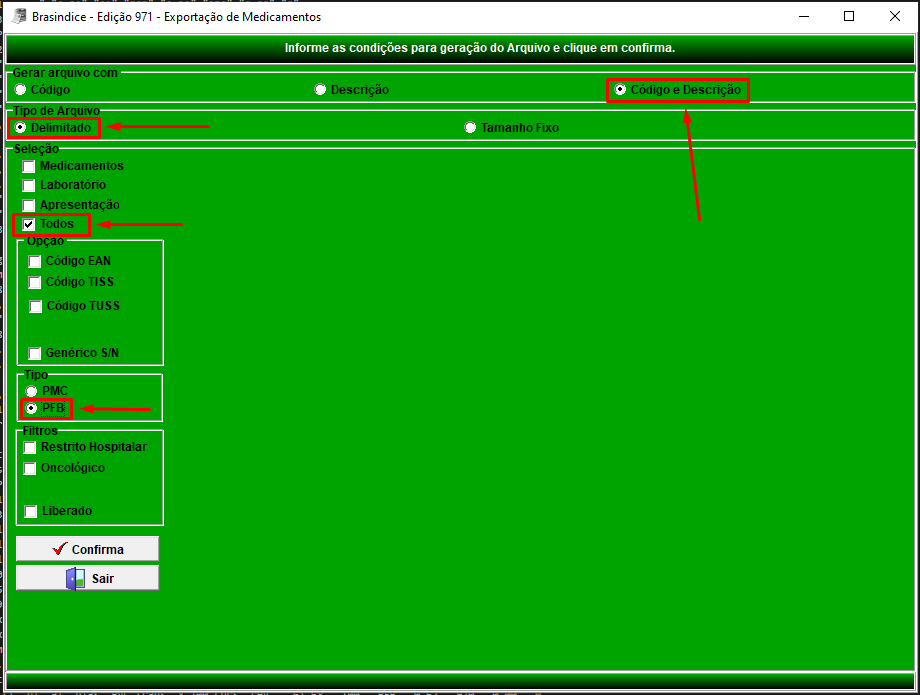 Brasindice - Edição 971 - Exportação de Medicamentos
Informe as condições para geração do Arquivo e clique em confirma.
Gerar arquivo com
Código
Descrição
Código e Descrição
Tipo de Arquivo
Delimitado
Tamanho Fixo
Seleção
Medicamentos
Laboratório
Apresentação
Todos
Opção
Código EAN
Código TISS
Código TUSS
Genérico S/N
Tipo
PMC
PFB
Filtros
Restrito Hospitalar
Oncológico
Liberado
Confirma
Sair